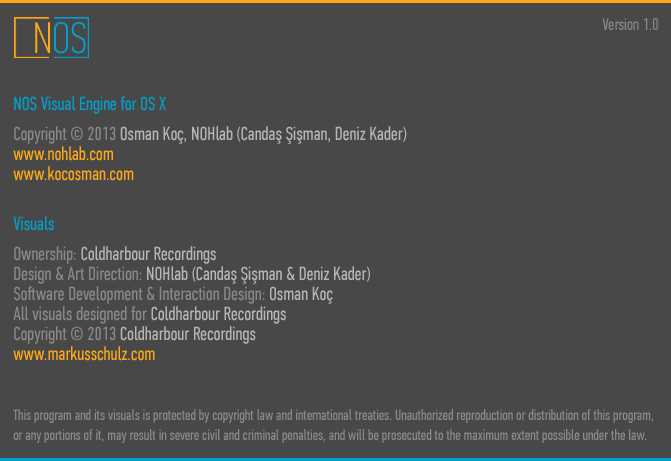 NOS
Version 1.0
NOS Visual Engine for OS X
Copyright © 2013 Osman Koç, NOHlab (Candaş Şişman, Deniz Kader)
www.nohlab.com
www.kocosman.com
Visuals
Ownership: Coldharbour Recordings
Design & Art Direction: NOHlab (Candaş Şişman & Deniz Kader)
Software Development & Interaction Design: Osman Koç
All visuals designed for Coldharbour Recordings
Copyright © 2013 Coldharbour Recordings
www.markusschulz.com
This program and its visuals is protected by copyright law and international treaties. Unauthorized reproduction or distribution of this program,
or any portions of it, may result in severe civil and criminal penalties, and will be prosecuted to the maximum extent possible under the law.